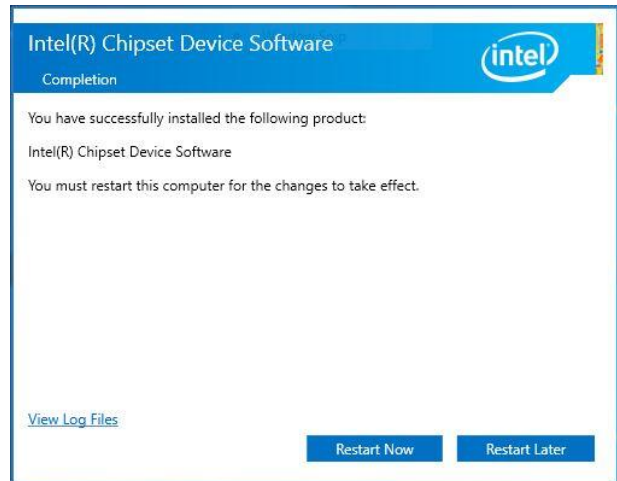 Intel(R) Chipset Device Software
intel
Completion
You have successfully installed the following product:
Intel(R) Chipset Device Software
You must restart this computer for the changes to take effect.
View Log Files
Restart Now
Restart Later